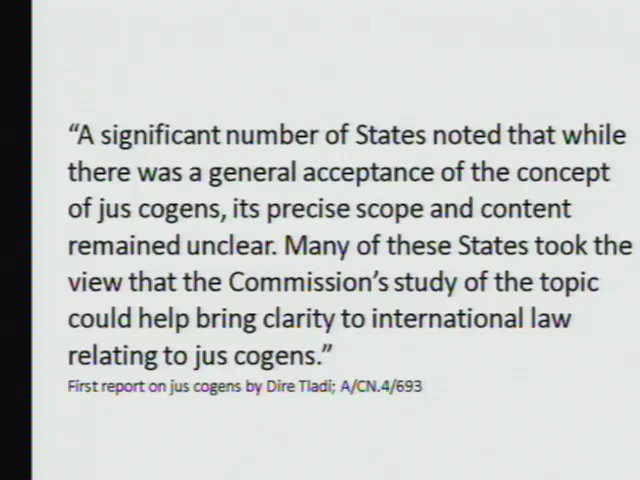 “A significant number of States noted that while
there was a general acceptance of the concept
of jus cogens, its precise scope and content
remained unclear. Many of these States took the
view that the Commission’s study of the topic
could help bring clarity to international law
relating to jus cogens.”
First report on jus cogens by Dire Tladi; A/CN.4/693